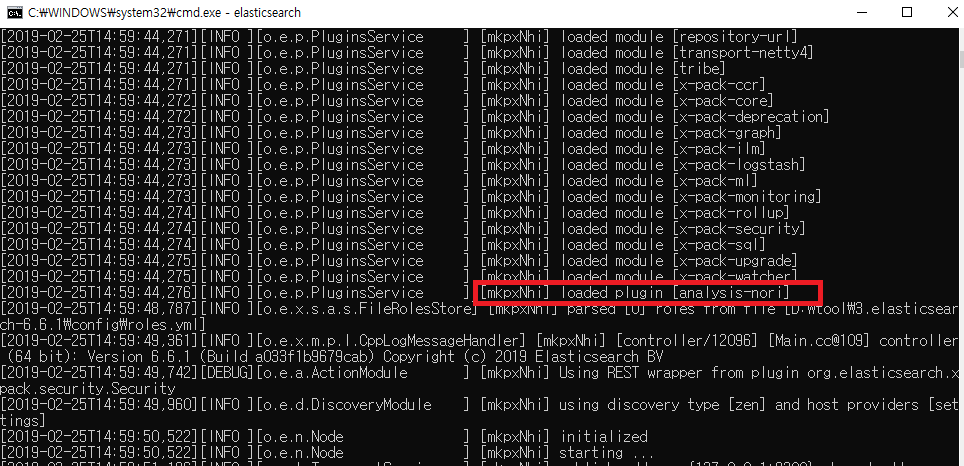 C:₩WINDOWS₩system32₩cmd.exe - elasticsearch
[2019-02-25T14:59:44,271][INFO ][o.e.p.PluginsService     ] [mkpxNhi] loaded module [repository-url]
[2019-02-25T14:59:44,271][INFO ][o.e.p.PluginsService     ] [mkpxNhi] loaded module [transport-netty4]
[2019-02-25T14:59:44,271][INFO ][o.e.p.PluginsService     ] [mkpxNhi] loaded module [tribe]
[2019-02-25T14:59:44,271][INFO ][o.e.p.PluginsService     ] [mkpxNhi] loaded module [x-pack-ccr]
[2019-02-25T14:59:44,272][INFO ][o.e.p.PluginsService     ] [mkpxNhi] loaded module [x-pack-core]
[2019-02-25T14:59:44,272][INFO ][o.e.p.PluginsService     ] [mkpxNhi] loaded module [x-pack-deprecation]
[2019-02-25T14:59:44,273][INFO ][o.e.p.PluginsService     ] [mkpxNhi] loaded module [x-pack-graph]
[2019-02-25T14:59:44,273][INFO ][o.e.p.PluginsService     ] [mkpxNhi] loaded module [x-pack-ilm]
[2019-02-25T14:59:44,273][INFO ][o.e.p.PluginsService     ] [mkpxNhi] loaded module [x-pack-logstash]
[2019-02-25T14:59:44,273][INFO ][o.e.p.PluginsService     ] [mkpxNhi] loaded module [x-pack-ml]
[2019-02-25T14:59:44,273][INFO ][o.e.p.PluginsService     ] [mkpxNhi] loaded module [x-pack-monitoring]
[2019-02-25T14:59:44,274][INFO ][o.e.p.PluginsService     ] [mkpxNhi] loaded module [x-pack-rollup]
[2019-02-25T14:59:44,274][INFO ][o.e.p.PluginsService     ] [mkpxNhi] loaded module [x-pack-security]
[2019-02-25T14:59:44,274][INFO ][o.e.p.PluginsService     ] [mkpxNhi] loaded module [x-pack-sql]
[2019-02-25T14:59:44,275][INFO ][o.e.p.PluginsService     ] [mkpxNhi] loaded module [x-pack-upgrade]
[2019-02-25T14:59:44,275][INFO ][o.e.p.PluginsService     ] [mkpxNhi] loaded module [x-pack-watcher]
[2019-02-25T14:59:44,276][INFO ][o.e.p.PluginsService     ] [mkpxNhi] loaded plugin [analysis-nori]
[2019-02-25T14:59:48,787][INFO ][o.e.x.s.a.s.FileRolesStore] [mkpxNhi] parsed [0] roles from file [D:₩tool₩3.elasticsear
ch-6.6.1₩config₩roles.yml]
[2019-02-25T14:59:49,361][INFO ][o.e.x.m.p.l.CppLogMessageHandler] [mkpxNhi] [controller/12096] [Main.cc@109] controller
(64 bit): Version 6.6.1 (Build a033f1b9679cab) Copyright (c) 2019 Elasticsearch BV
[2019-02-25T14:59:49,742][DEBUG][o.e.a.ActionModule       ] [mkpxNhi] Using REST wrapper from plugin org.elasticsearch.x
pack.security.Security
[2019-02-25T14:59:49,960][INFO ][o.e.d.DiscoveryModule    ] [mkpxNhi] using discovery type [zen] and host providers [set
tings]
[2019-02-25T14:59:50,522][INFO ][o.e.n.Node               ] [mkpxNhi] initialized
[2019-02-25T14:59:50,522][INFO ][o.e.n.Node               ] [mkpxNhi] starting ...